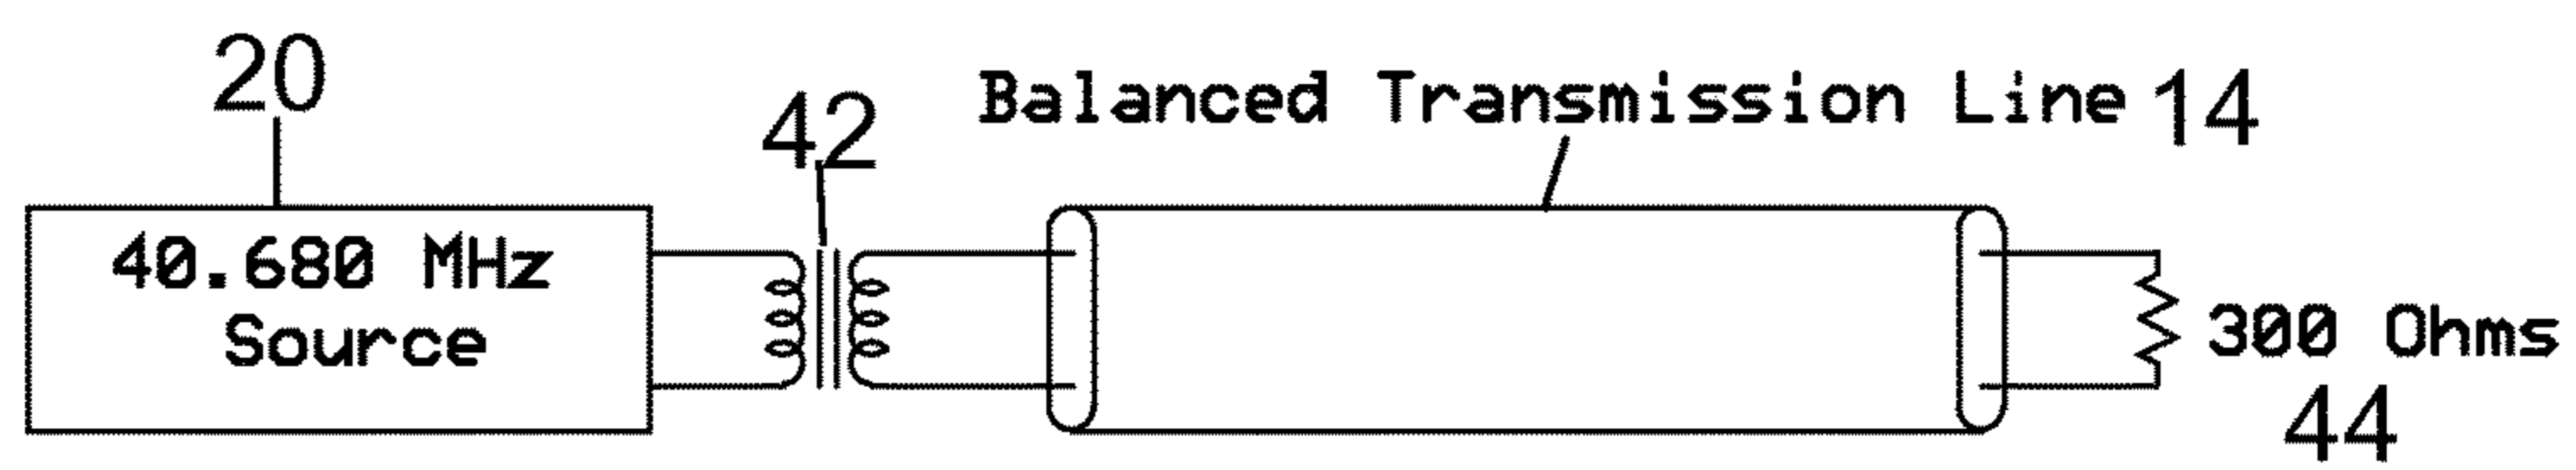 20
42
Balanced Transmission Line 14
40.680 MHz
Source
300 Ohms
44